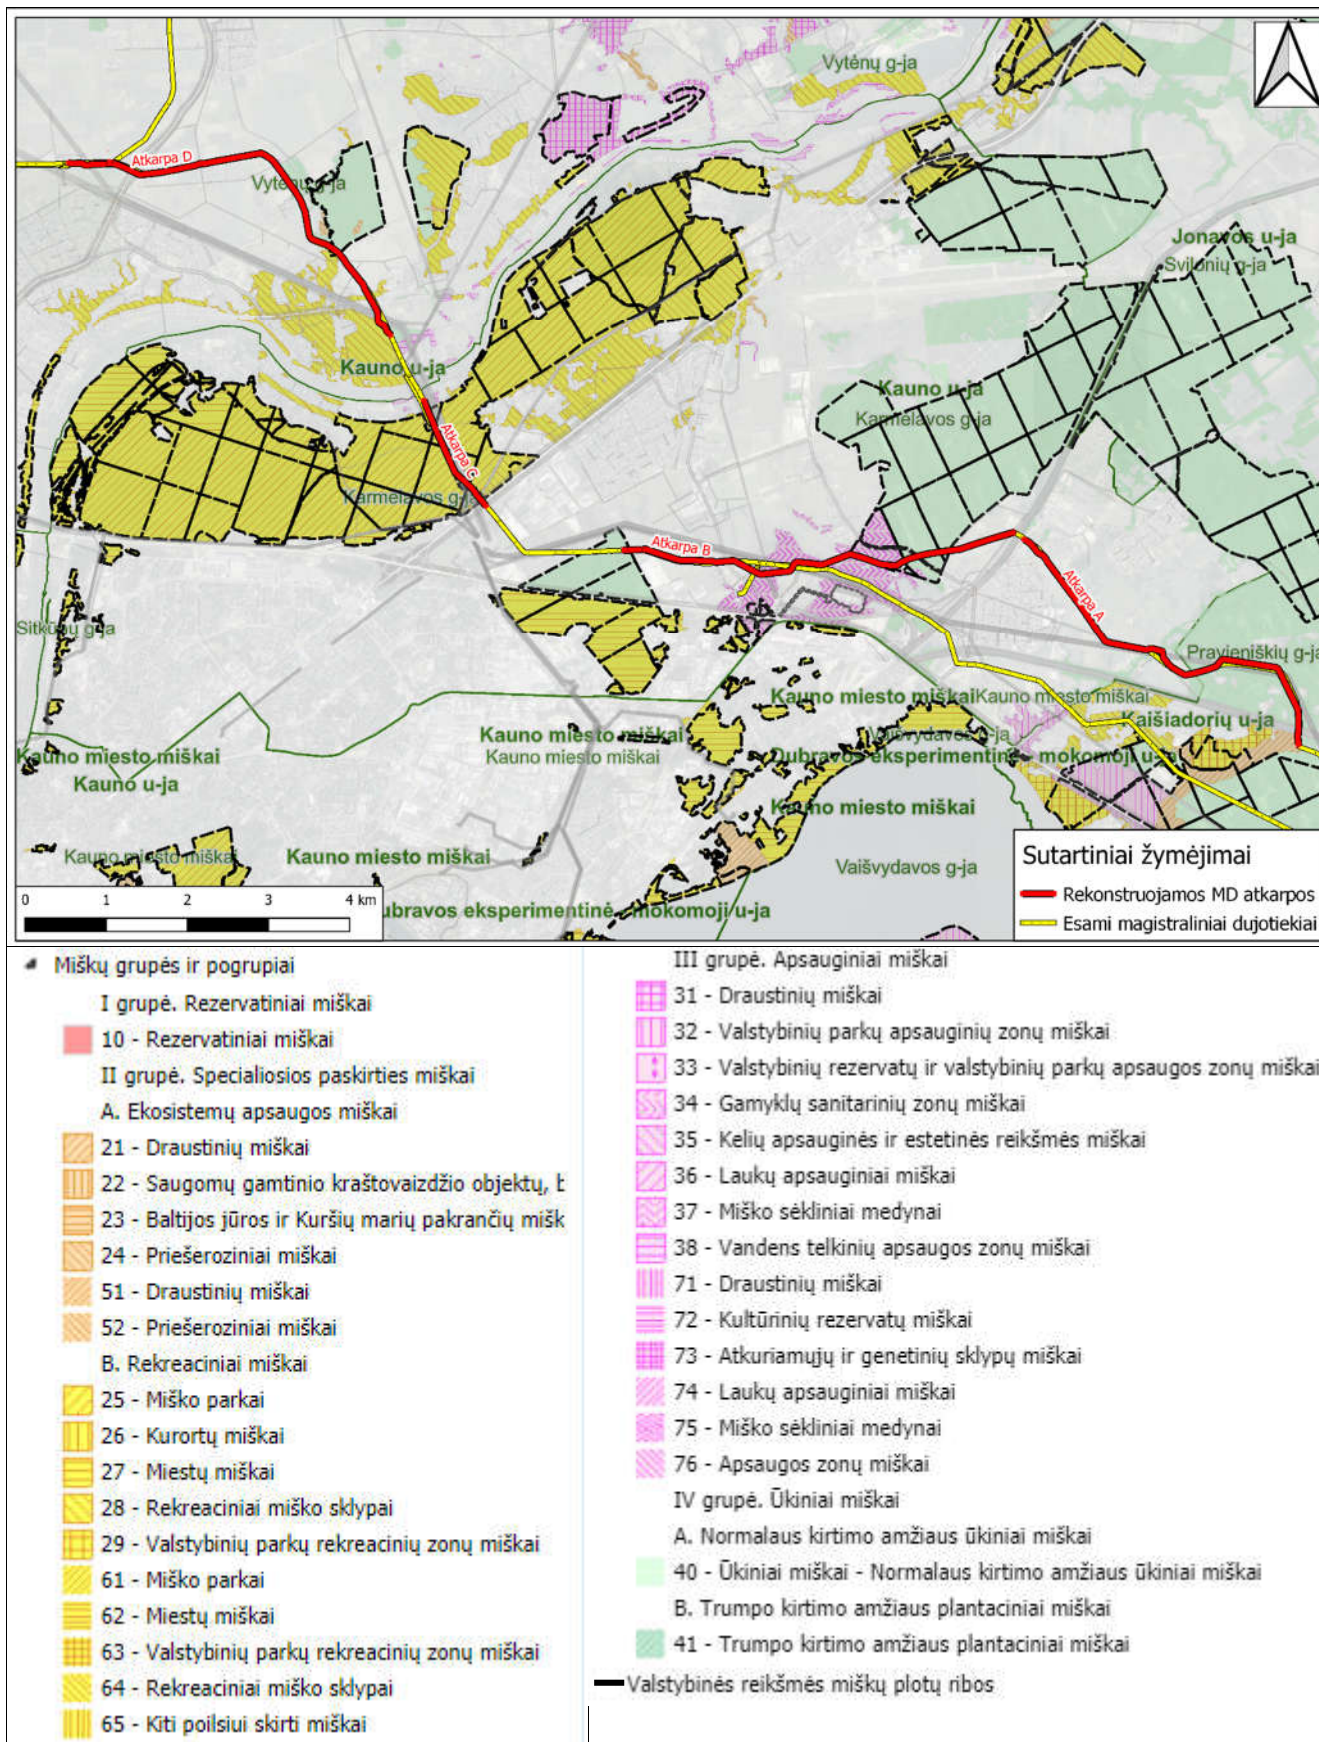 Vytėnų g-ja
Atkarpa D
Vytėnų g-ja
Jonavos u-ja
Svilonių g-ja
Kauno u-ja
Kauno u-ja
Karmėlavos g-ja
Atkarpa C
Karmėlavos g-ja
Atkarpa B
Atkarpa A
Sitkūnų g-ja
Pravieniškių g-ja
Kauno miesto miškai
Kauno miesto miškai
Kaišiadorių u-ja
Kauno miesto miškai
Vaišvydavos g-ja
Kauno miesto miškai
Kauno miesto miškai
Dubravos eksperimentinė - mokomoji u-ja
Kauno u-ja
Kauno miesto miškai
Kauno miesto miškai
Kauno miesto miškai
Vaišvydavos g-ja
ubravos eksperimentinė - mokomoji u-ja
0 1 2 3 4 km
Sutartiniai žymėjimai
Rekonstruojamos MD atkarpos
Esami magistraliniai dujotiekiai
Miškų grupės ir pogrupiai
I grupė. Rezervatiniai miškai
10 - Rezervatiniai miškai
II grupė. Specialiosios paskirties miškai
A. Ekosistemų apsaugos miškai
21 - Draustinių miškai
22 - Saugomų gamtinio kraštovaizdžio objektų, t
23 - Baltijos jūros ir Kuršių marių pakrančių mišk
24 - Priešeroziniai miškai
51 - Draustinių miškai
52 - Priešeroziniai miškai
B. Rekreaciniai miškai
25 - Miško parkai
26 - Kurortų miškai
27 - Miestų miškai
28 - Rekreaciniai miško sklypai
29 - Valstybinių parkų rekreacinių zonų miškai
61 - Miško parkai
62 - Miestų miškai
63 - Valstybinių parkų rekreacinių zonų miškai
64 - Rekreaciniai miško sklypai
65 - Kiti poilsiui skirti miškai
III grupė. Apsauginiai miškai
31 - Draustinių miškai
32 - Valstybinių parkų apsauginių zonų miškai
33 - Valstybinių rezervatų ir valstybinių parkų apsaugos zonų miškai
34 - Gamyklų sanitarinių zonų miškai
35 - Kelių apsauginės ir estetinės reikšmės miškai
36 - Laukų apsauginiai miškai
37 - Miško sėkliniai medynai
38 - Vandens telkinių apsaugos zonų miškai
71 - Draustinių miškai
72 - Kultūrinių rezervatų miškai
73 - Atkuriamųjų ir genetinių sklypų miškai
74 - Laukų apsauginiai miškai
75 - Miško sėkliniai medynai
76 - Apsaugos zonų miškai
IV grupė. Ūkiniai miškai
A. Normalaus kirtimo amžiaus ūkiniai miškai
40 - Ūkiniai miškai - Normalaus kirtimo amžiaus ūkiniai miškai
B. Trumpo kirtimo amžiaus plantaciniai miškai
41 - Trumpo kirtimo amžiaus plantaciniai miškai
Valstybinės reikšmės miškų plotų ribos